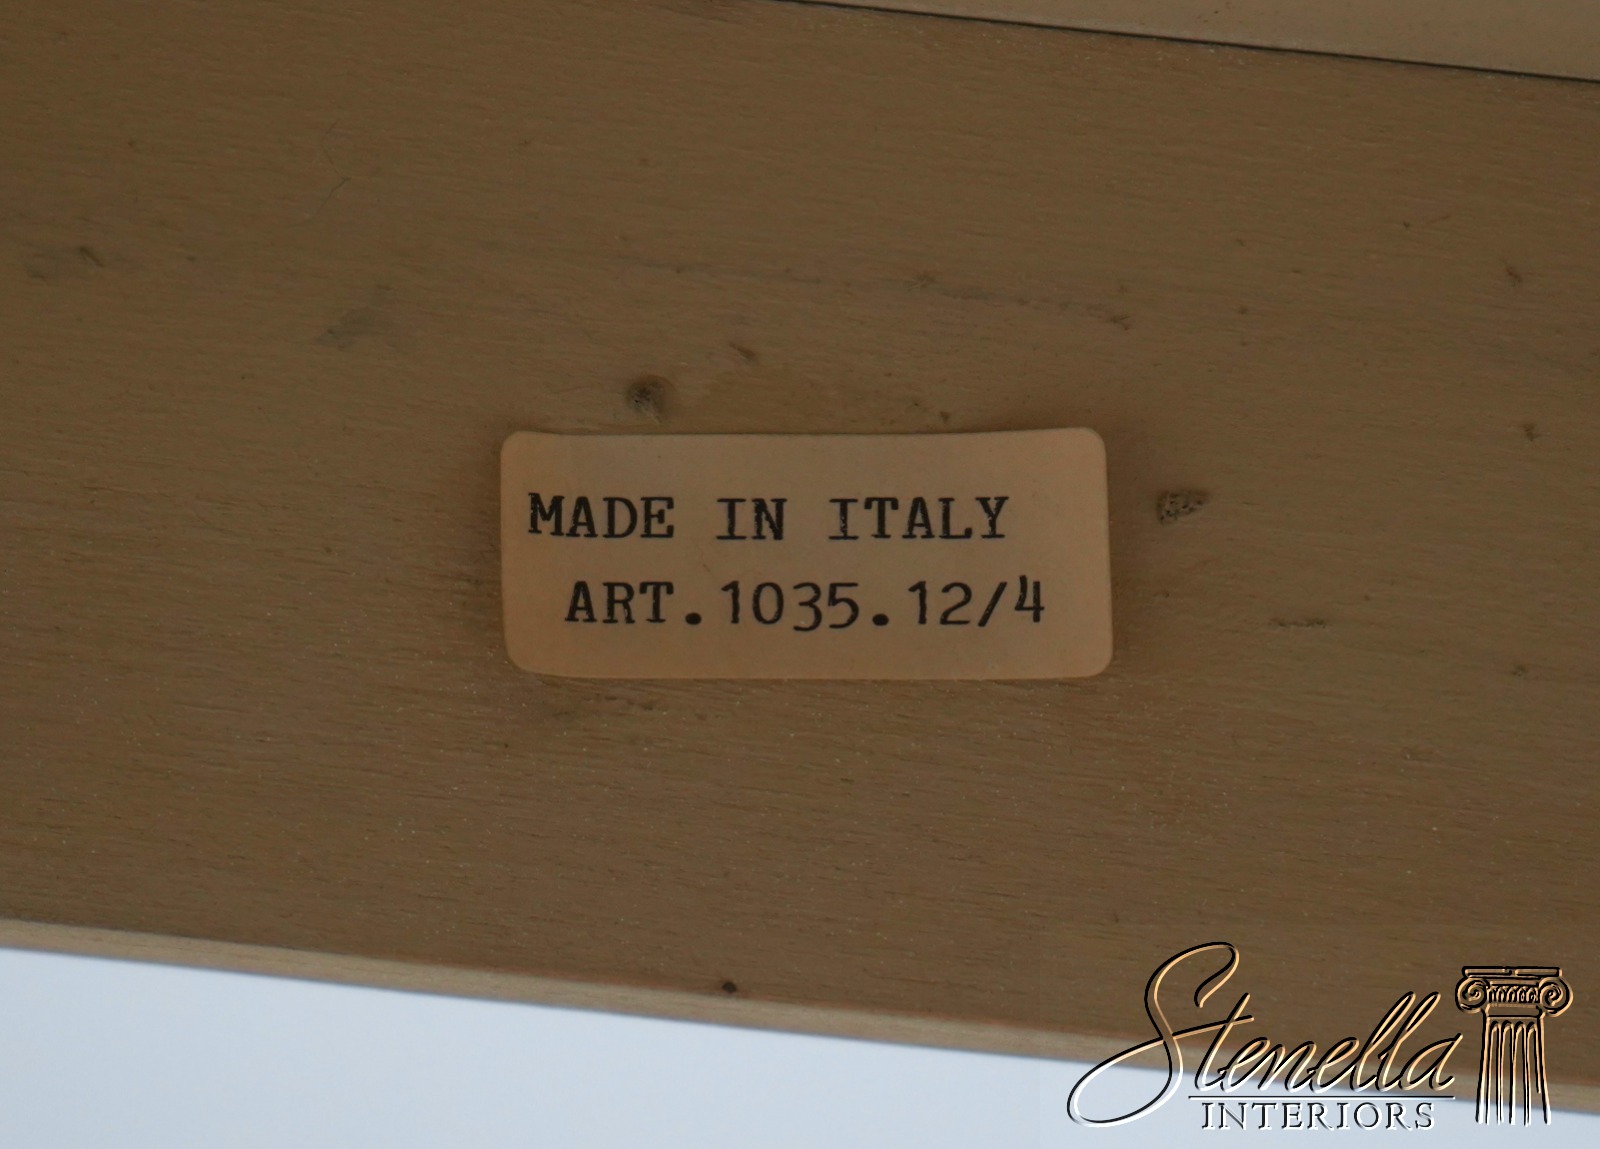 MADE IN ITALY
ART.1035.12/4
Stenella
INTERIORS